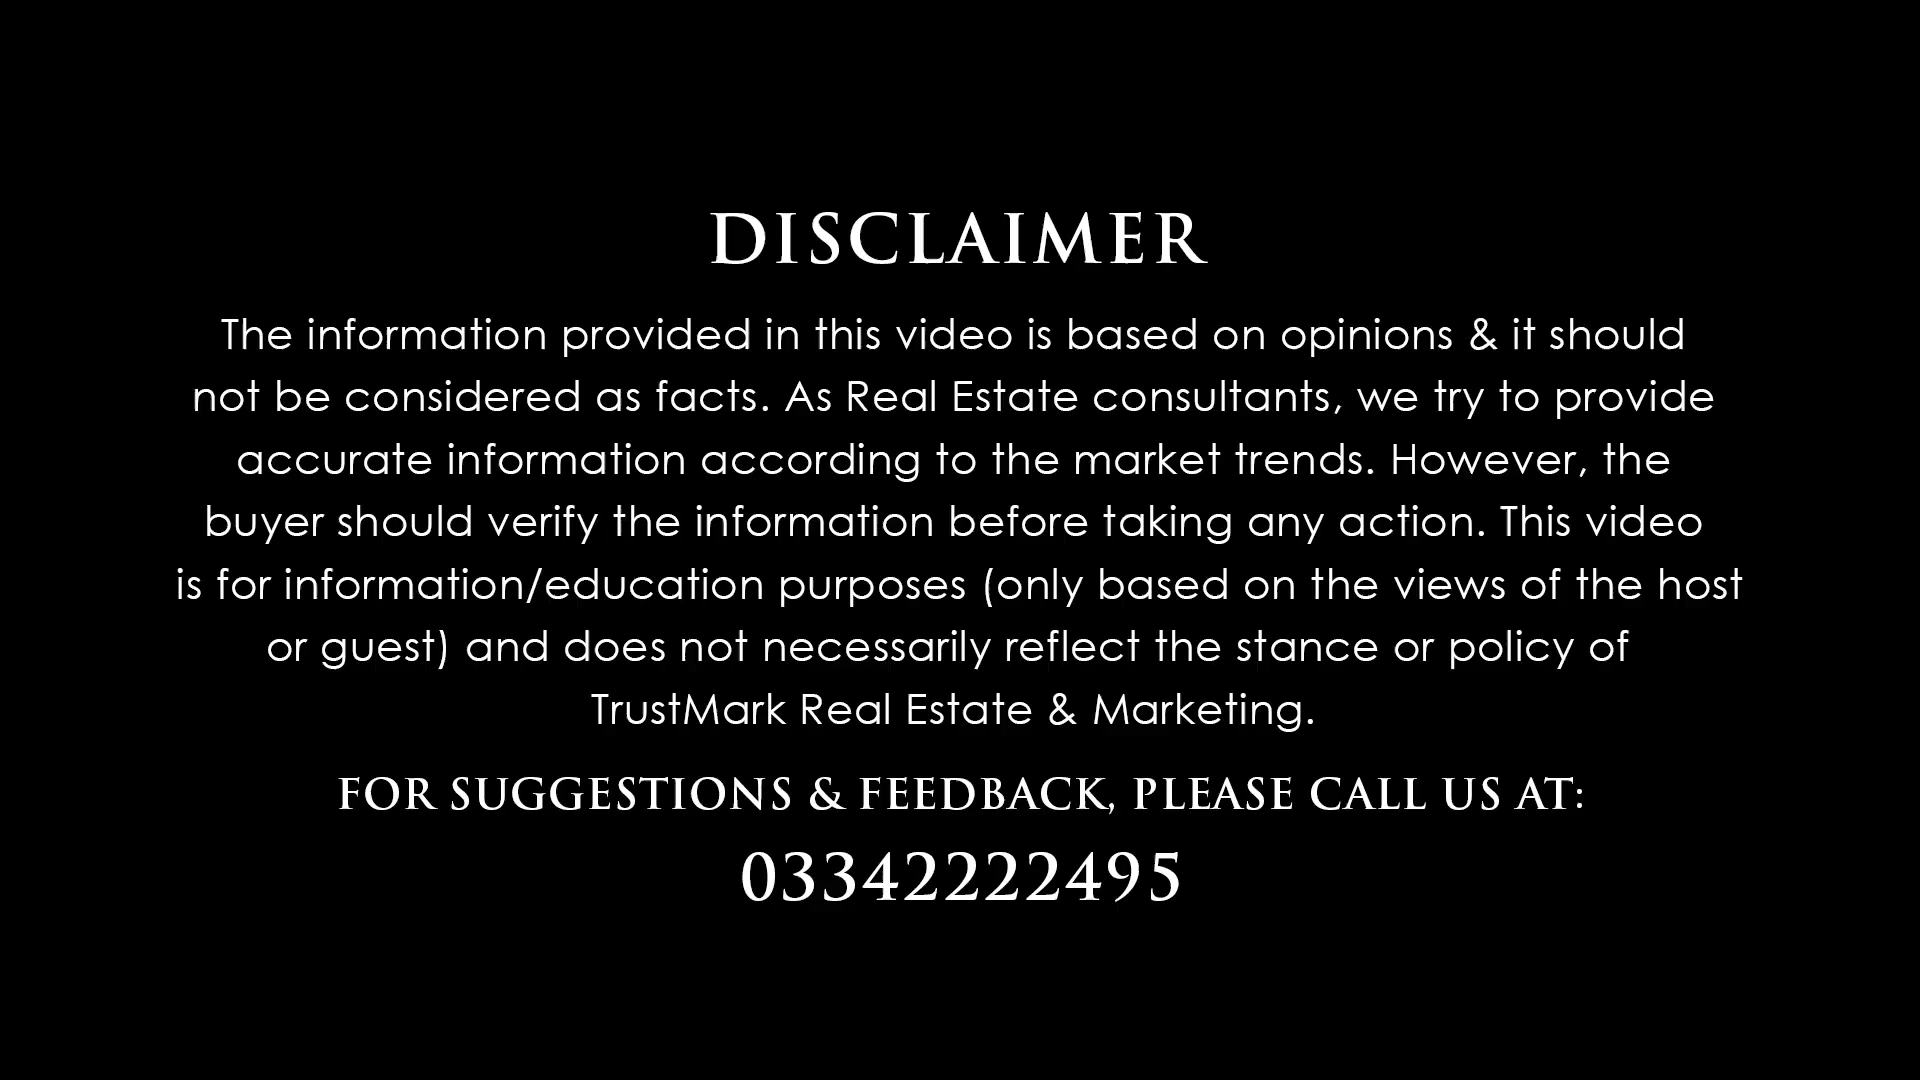 DISCLAIMER
The information provided in this video is based on opinions & it should
not be considered as facts. As Real Estate consultants, we try to provide
accurate information according to the market trends. However, the
buyer should verify the information before taking any action. This video
is for information/education purposes (only based on the views of the host
or guest) and does not necessarily reflect the stance or policy of
TrustMark Real Estate & Marketing.
FOR SUGGESTIONS & FEEDBACK, PLEASE CALL US AT:
03342222495